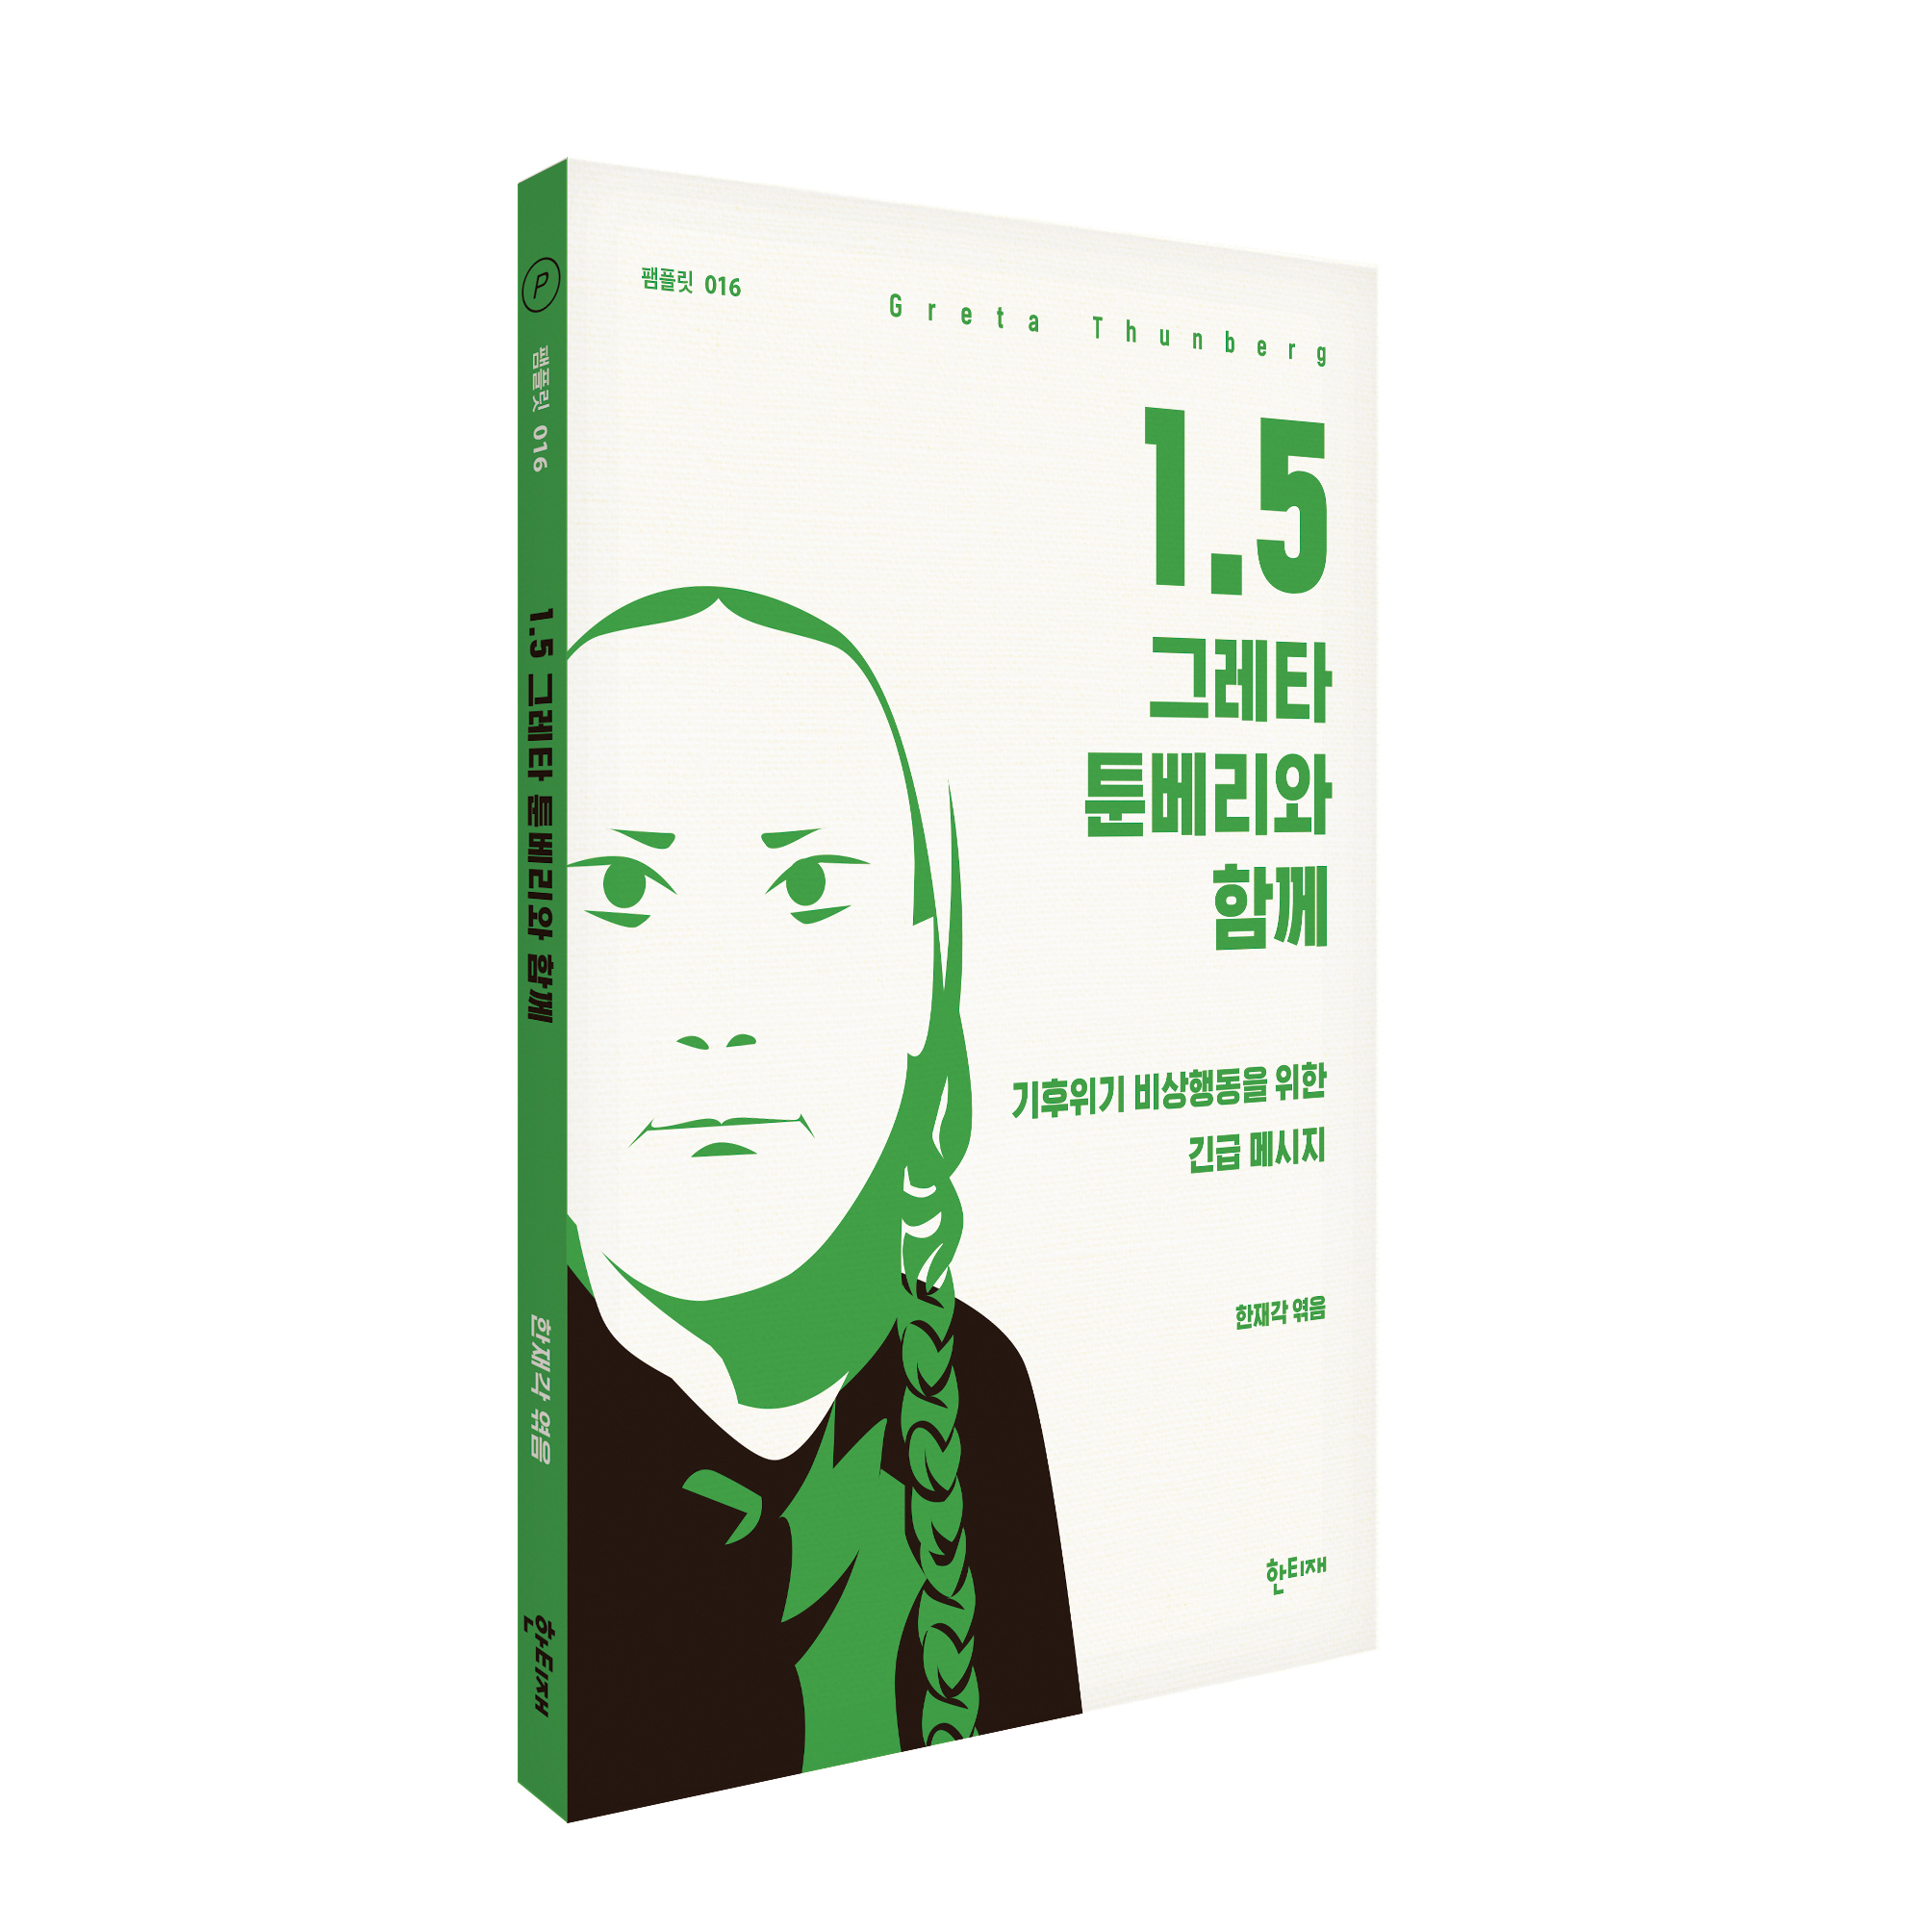 팸플릿 016
Greta Thunberg
1.5
그레타
툰베리와
함께
기후위기 비상행동을 위한
긴급 메시지
한재각 엮음
한티재
P
팸플릿 016
1.5 그레타 툰베리와 함께
한재각 엮음
한티재